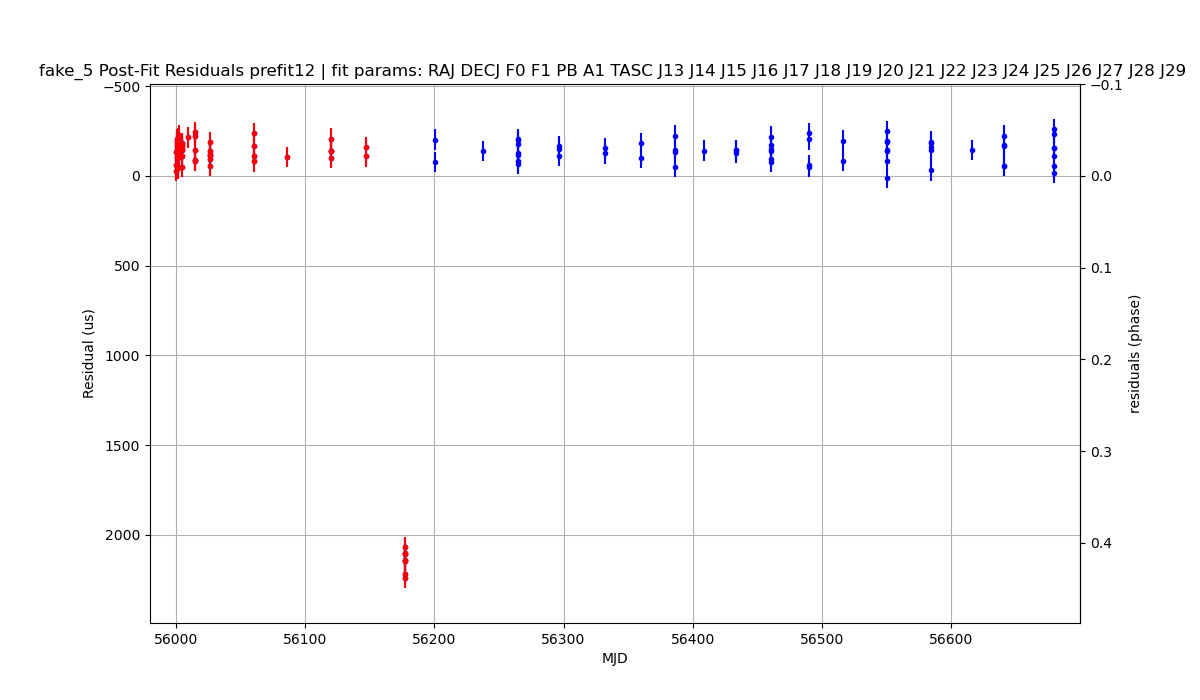 fake_5 Post-Fit Residuals prefit12 | fit params: RAJ DECJ F0 F1 PB A1 TASC J13 J14 J15 J16 J17 J18 J19 J20 J21 J22 J23 J24 J25 J26 J27 J28 J29
−500
0
500
1000
1500
2000
Residual (us)
−0.1
0.0
0.1
0.2
0.3
0.4
residuals (phase)
56000 56100 56200 56300 56400 56500 56600
MJD